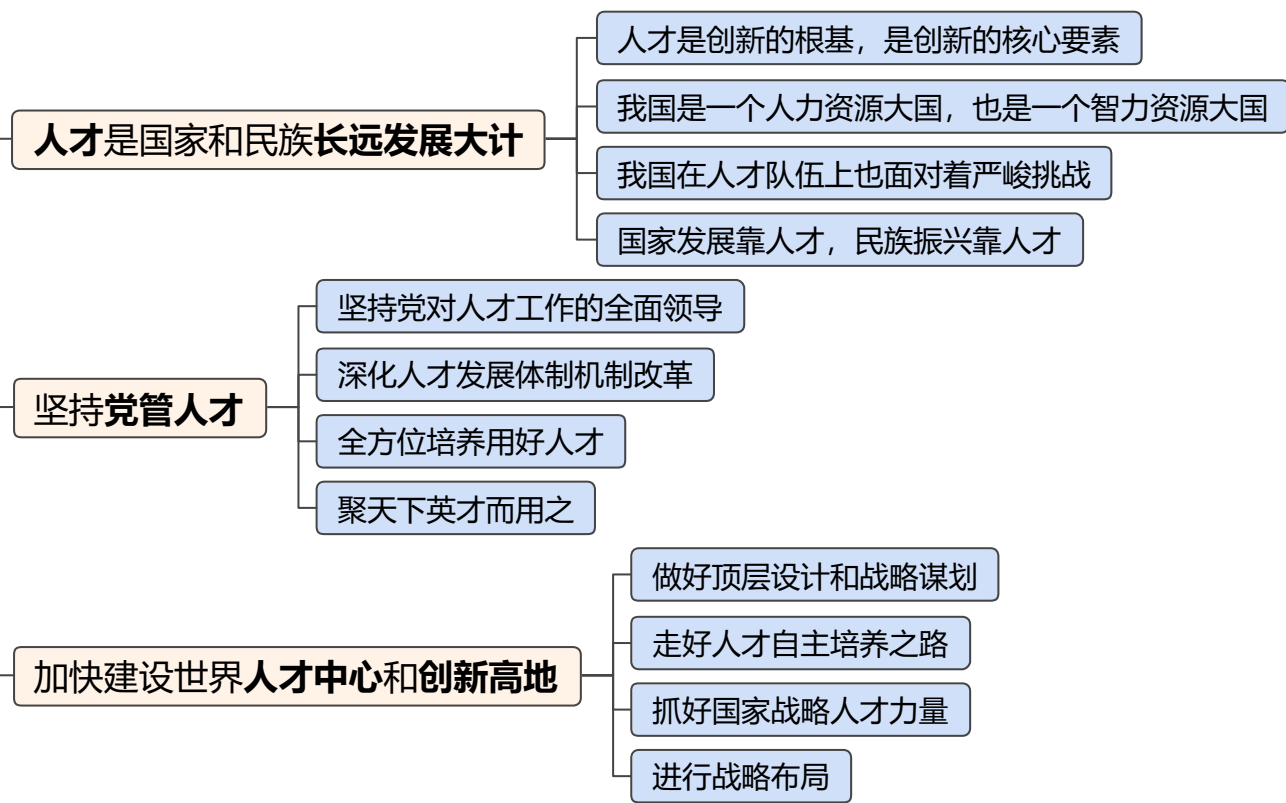 人才是国家和民族长远发展大计
人才是创新的根基，是创新的核心要素
我国是一个人力资源大国，也是一个智力资源大国
我国在人才队伍上也面对着严峻挑战
国家发展靠人才，民族振兴靠人才
坚持党管人才
坚持党对人才工作的全面领导
深化人才发展体制机制改革
全方位培养用好人才
聚天下英才而用之
加快建设世界人才中心和创新高地
做好顶层设计和战略谋划
走好人才自主培养之路
抓好国家战略人才力量
进行战略布局